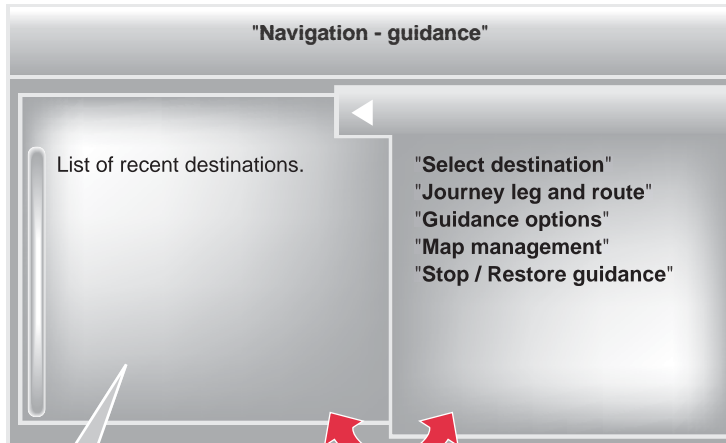 "Navigation - guidance"
List of recent destinations.
"Select destination"
"Journey leg and route"
"Guidance options"
"Map management"
"Stop / Restore guidance"